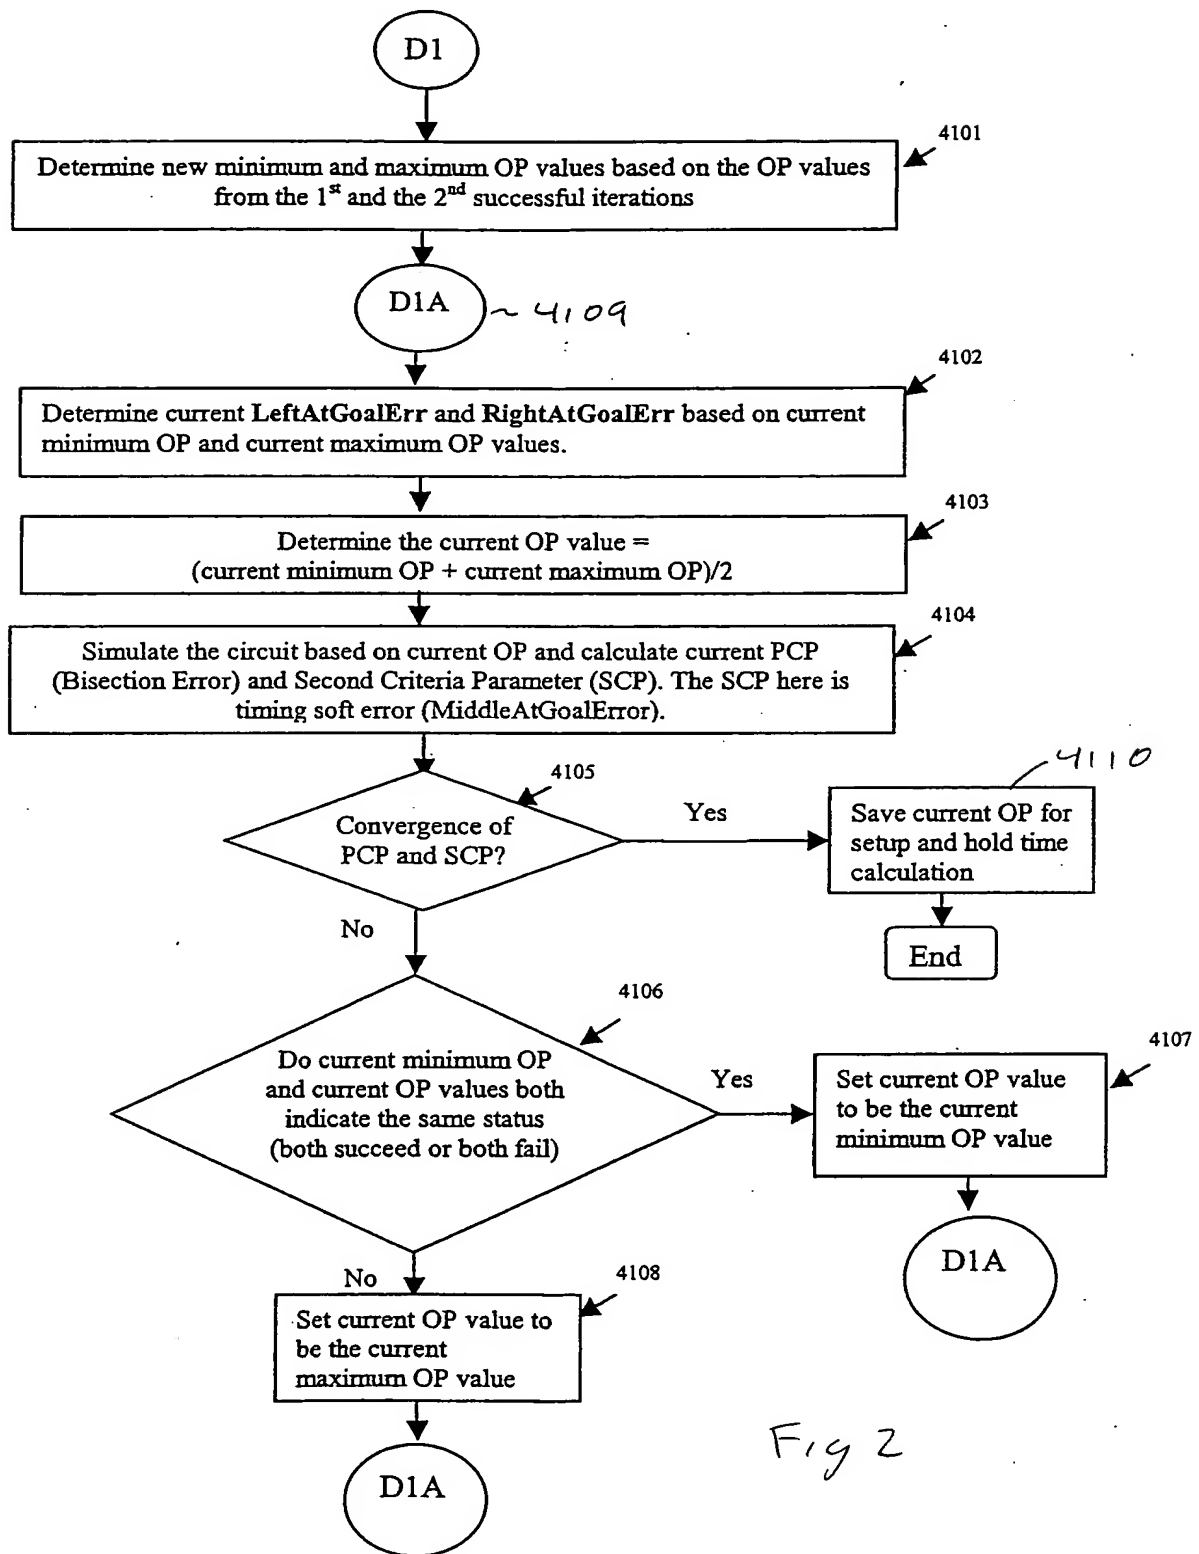 D1
4101
Determine new minimum and maximum OP values based on the OP values
from the 1st and the 2nd successful iterations
D1A
~ 4109
4102
Determine current LeftAtGoalErr and RightAtGoalErr based on current
minimum OP and current maximum OP values.
4103
Determine the current OP value =
(current minimum OP + current maximum OP)/2
4104
Simulate the circuit based on current OP and calculate current PCP
(Bisection Error) and Second Criteria Parameter (SCP). The SCP here is
timing soft error (MiddleAtGoalError).
4105
Convergence of
PCP and SCP?
Yes
4110
Save current OP for
setup and hold time
calculation
End
No
4106
Do current minimum OP
and current OP values both
indicate the same status
(both succeed or both fail)
Yes
4107
Set current OP value
to be the current
minimum OP value
D1A
No
4108
Set current OP value to
be the current
maximum OP value
D1A
Fig 2